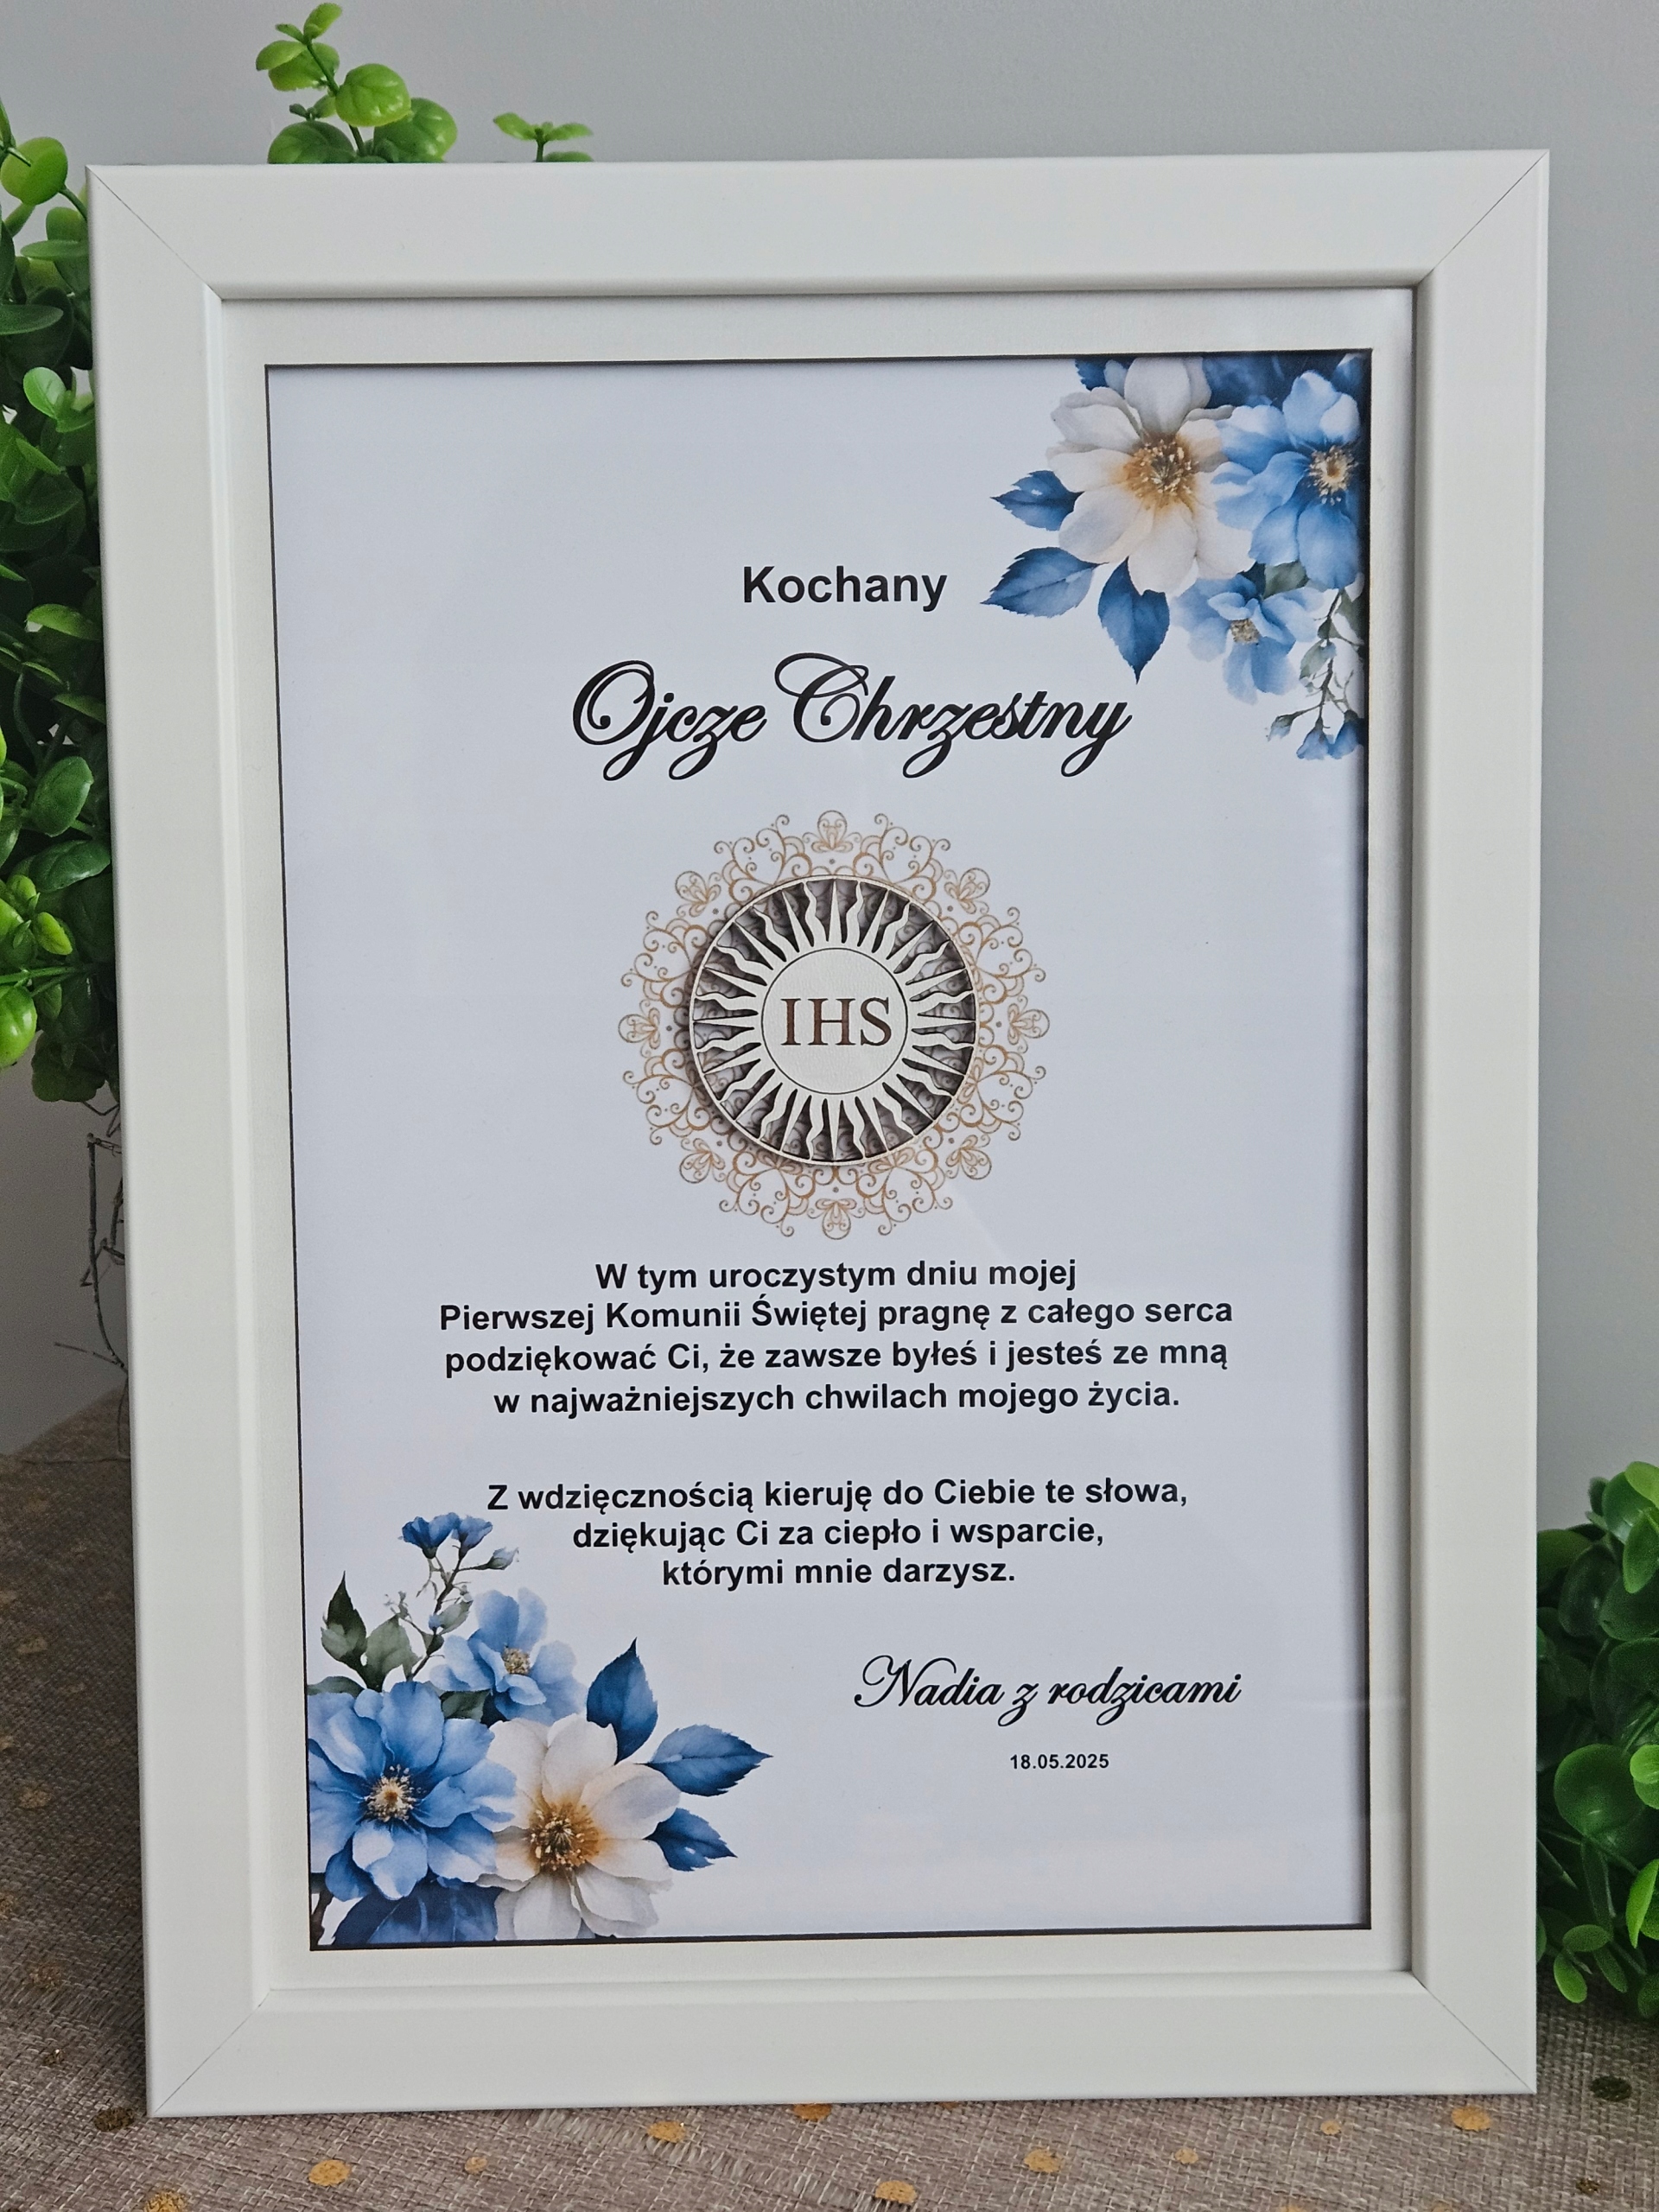 Kochany
Ojcze Chrzestny
IHS
W tym uroczystym dniu mojej
Pierwszej Komunii Świętej pragnę z całego serca
podziękować Ci, że zawsze byłeś i jesteś ze mną
w najważniejszych chwilach mojego życia.
Z wdzięcznością kieruję do Ciebie te słowa,
dziękując Ci za ciepło i wsparcie,
którymi mnie darzysz.
Nadia z rodzicami
18.05.2025